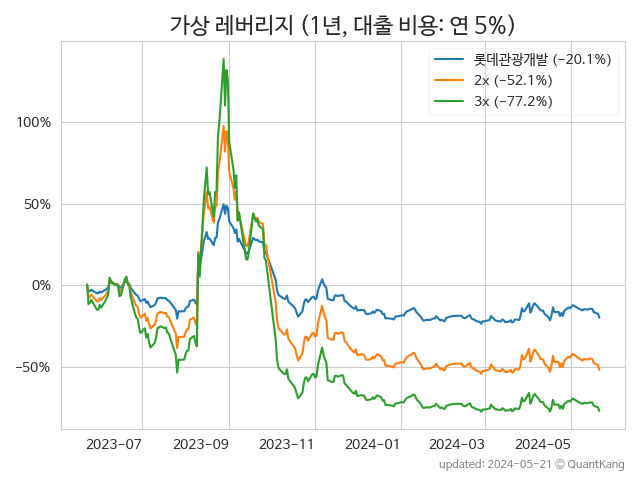 가상 레버리지 (1년, 대출 비용: 연 5%)
롯데관광개발 (−20.1%)
2x (−52.1%)
3x (−77.2%)
100%
50%
0%
−50%
2023−07 2023−09 2023−11 2024−01 2024−03 2024−05
updated: 2024-05-21 © QuantKang